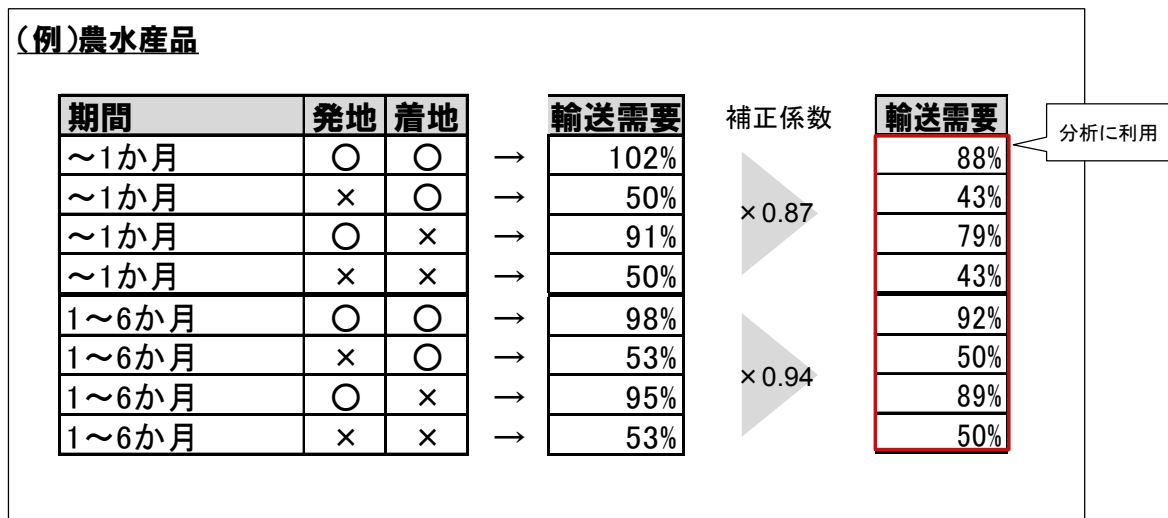 (例)農水産品
期間 発地 着地 輸送需要 補正係数 輸送需要
分析に利用
～1か月 ○ ○ → 102% 88%
～1か月 × ○ → 50% 43%
×0.87
～1か月 ○ × → 91% 79%
～1か月 × × → 50% 43%
1～6か月 ○ ○ → 98% 92%
1～6か月 × ○ → 53% 50%
×0.94
1～6か月 ○ × → 95% 89%
1～6か月 × × → 53% 50%